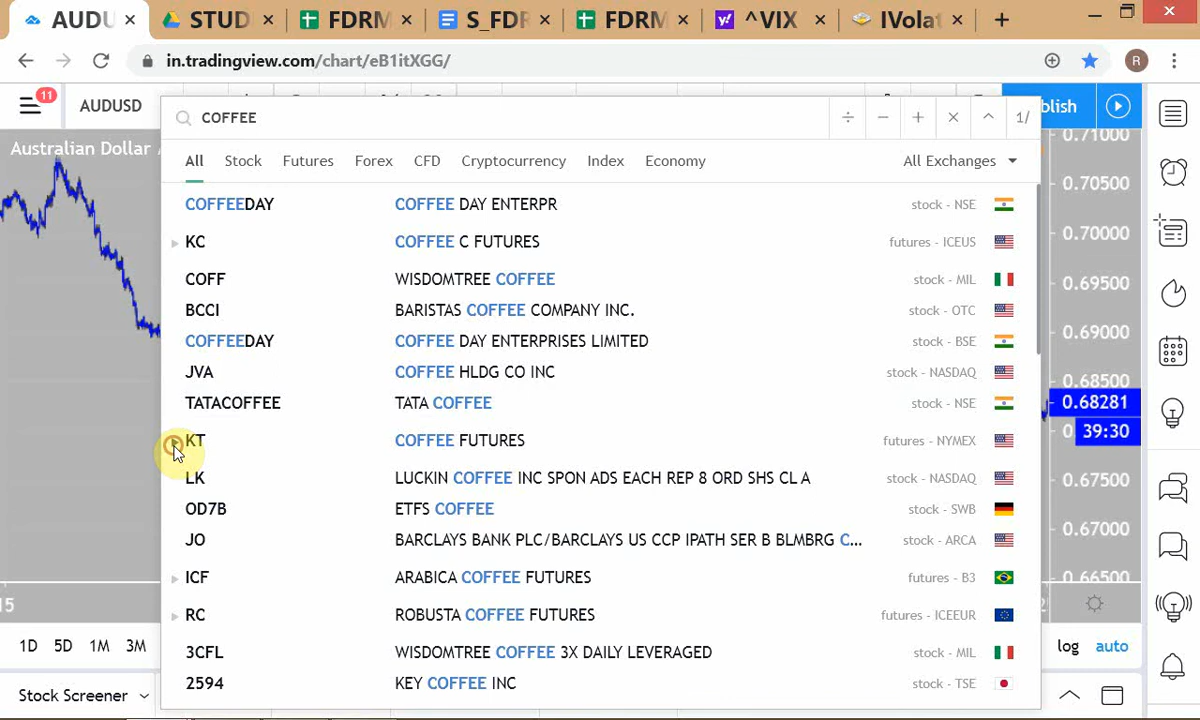 AUDU
STUD
FDRM
S_FDR
FDRM
^VIX
IVolat
in.tradingview.com/chart/eB1itXGG/
R
11
AUDUSD
COFFEE
1/
blish
Australian Dollar
All Stock Futures Forex CFD Cryptocurrency Index Economy All Exchanges
COFFEEDAY COFFEE DAY ENTERPR stock - NSE
KC COFFEE C FUTURES futures - ICEUS
COFF WISDOMTREE COFFEE stock - MIL
BCCI BARISTAS COFFEE COMPANY INC. stock - OTC
COFFEEDAY COFFEE DAY ENTERPRISES LIMITED stock - BSE
JVA COFFEE HLDG CO INC stock - NASDAQ
TATACOFFEE TATA COFFEE stock - NSE
KT COFFEE FUTURES futures - NYMEX
LK LUCKIN COFFEE INC SPON ADS EACH REP 8 ORD SHS CL A stock - NASDAQ
OD7B ETFS COFFEE stock - SWB
JO BARCLAYS BANK PLC/BARCLAYS US CCP IPATH SER B BLMBRG C... stock - ARCA
ICF ARABICA COFFEE FUTURES futures - B3
RC ROBUSTA COFFEE FUTURES futures - ICEEUR
3CFL WISDOMTREE COFFEE 3X DAILY LEVERAGED stock - MIL
2594 KEY COFFEE INC stock - TSE
0.71000
0.70500
0.70000
0.69500
0.69000
0.68500
0.68281
0 39:30
0.67500
0.67000
0.66500
15
1D 5D 1M 3M
log auto
Stock Screener